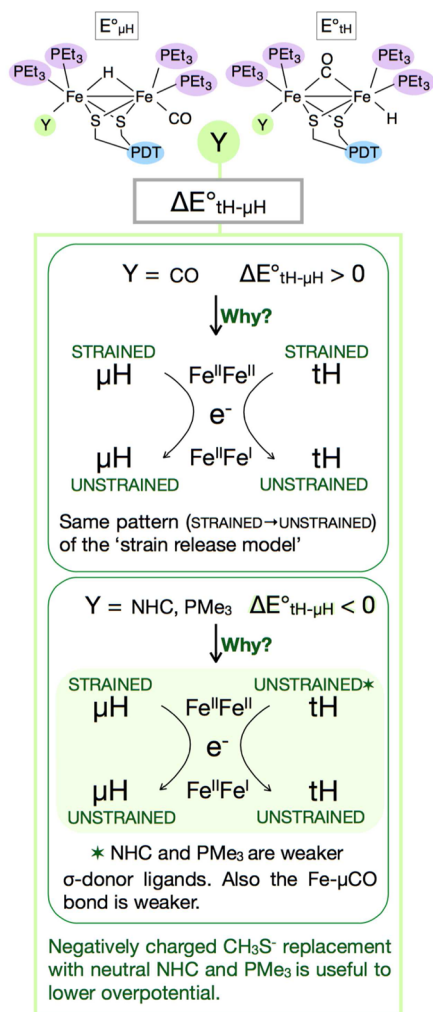 E°μH
E°tH
PEt₃
PEt₃
H
PEt₃
PEt₃
Fe
Fe
Y
CO
S
S
PDT
PEt₃
PEt₃
O
C
PEt₃
PEt₃
Fe
Fe
Y
H
S
S
PDT
Y
ΔE°tH-μH
Y = CO ΔE°tH-μH > 0
Why?
STRAINED STRAINED
μH FeᴵᴵFeᴵᴵ tH
e⁻
μH FeᴵᴵFeᴵ tH
UNSTRAINED UNSTRAINED
Same pattern (STRAINED→UNSTRAINED)
of the ‘strain release model’
Y = NHC, PMe₃ ΔE°tH-μH < 0
Why?
STRAINED UNSTRAINED✶
μH FeᴵᴵFeᴵᴵ tH
e⁻
μH FeᴵᴵFeᴵ tH
UNSTRAINED UNSTRAINED
✶ NHC and PMe₃ are weaker
σ-donor ligands. Also the Fe-μCO
bond is weaker.
Negatively charged CH₃S⁻ replacement
with neutral NHC and PMe₃ is useful to
lower overpotential.